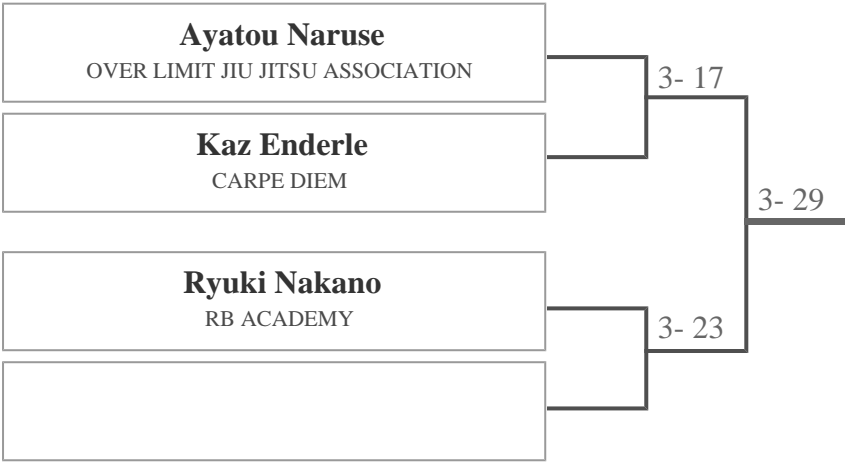 Ayatou Naruse
OVER LIMIT JIU JITSU ASSOCIATION
3- 17
Kaz Enderle
CARPE DIEM
3- 29
Ryuki Nakano
RB ACADEMY
3- 23